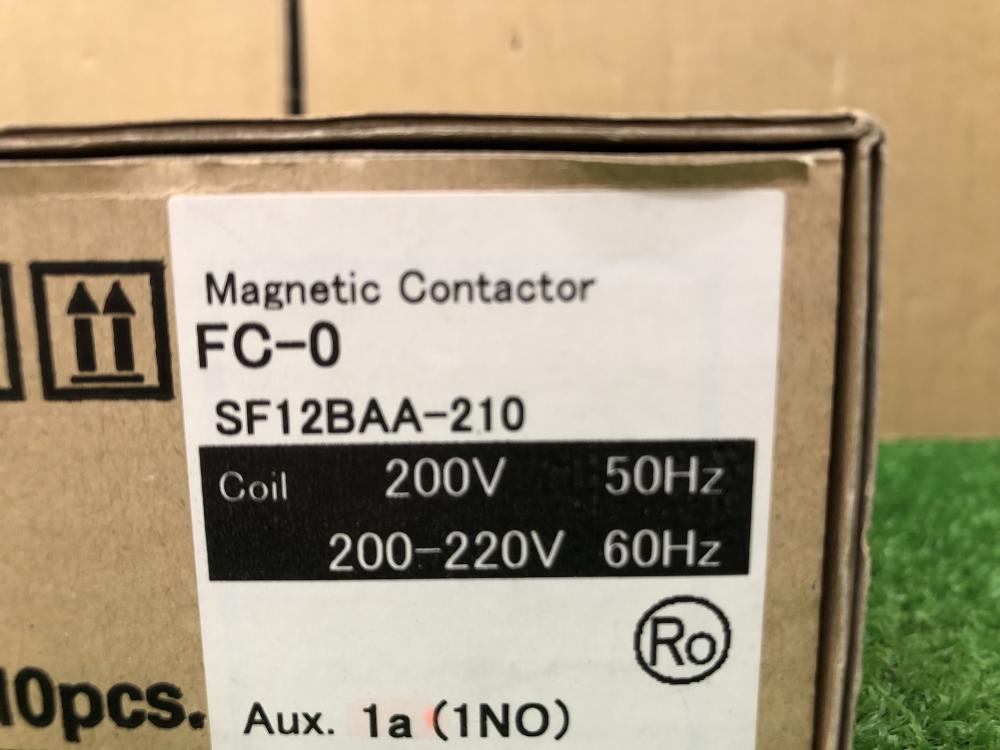 Magnetic Contactor
FC-0
SF12BAA-210
Coil 200V 50Hz
200-220V 60Hz
Ro
10pcs.
Aux. 1a (1NO)